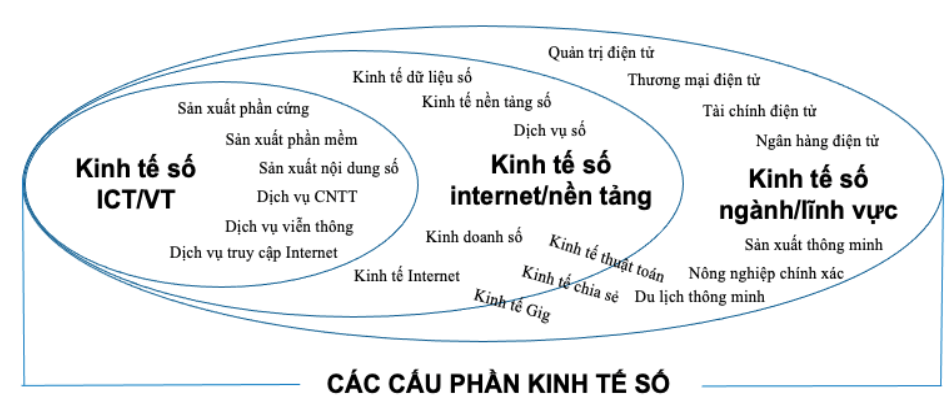 Quản trị điện tử
Kinh tế dữ liệu số
Thương mại điện tử
Sản xuất phần cứng
Kinh tế nền tảng số
Tài chính điện tử
Sản xuất phần mềm
Dịch vụ số
Ngân hàng điện tử
Kinh tế số
ICT/VT
Sản xuất nội dung số
Kinh tế số
internet/nền tảng
Kinh tế số
ngành/lĩnh vực
Dịch vụ CNTT
Dịch vụ viễn thông
Kinh doanh số
Sản xuất thông minh
Dịch vụ truy cập Internet
Kinh tế thuật toán
Kinh tế Internet
Kinh tế chia sẻ
Nông nghiệp chính xác
Kinh tế Gig
Du lịch thông minh
CÁC CẤU PHẦN KINH TẾ SỐ